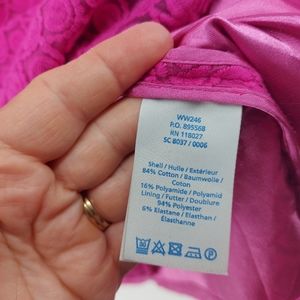 WW246
P.O. 895568
RN 118027
SC 8037 / 0006
Shell / Huile / Extérieur
84% Cotton / Baumwolle /
Coton
16% Polyamide / Polyamid
Lining / Futter / Doublure
94% Polyester
6% Elastane / Elasthan /
Élasthanne